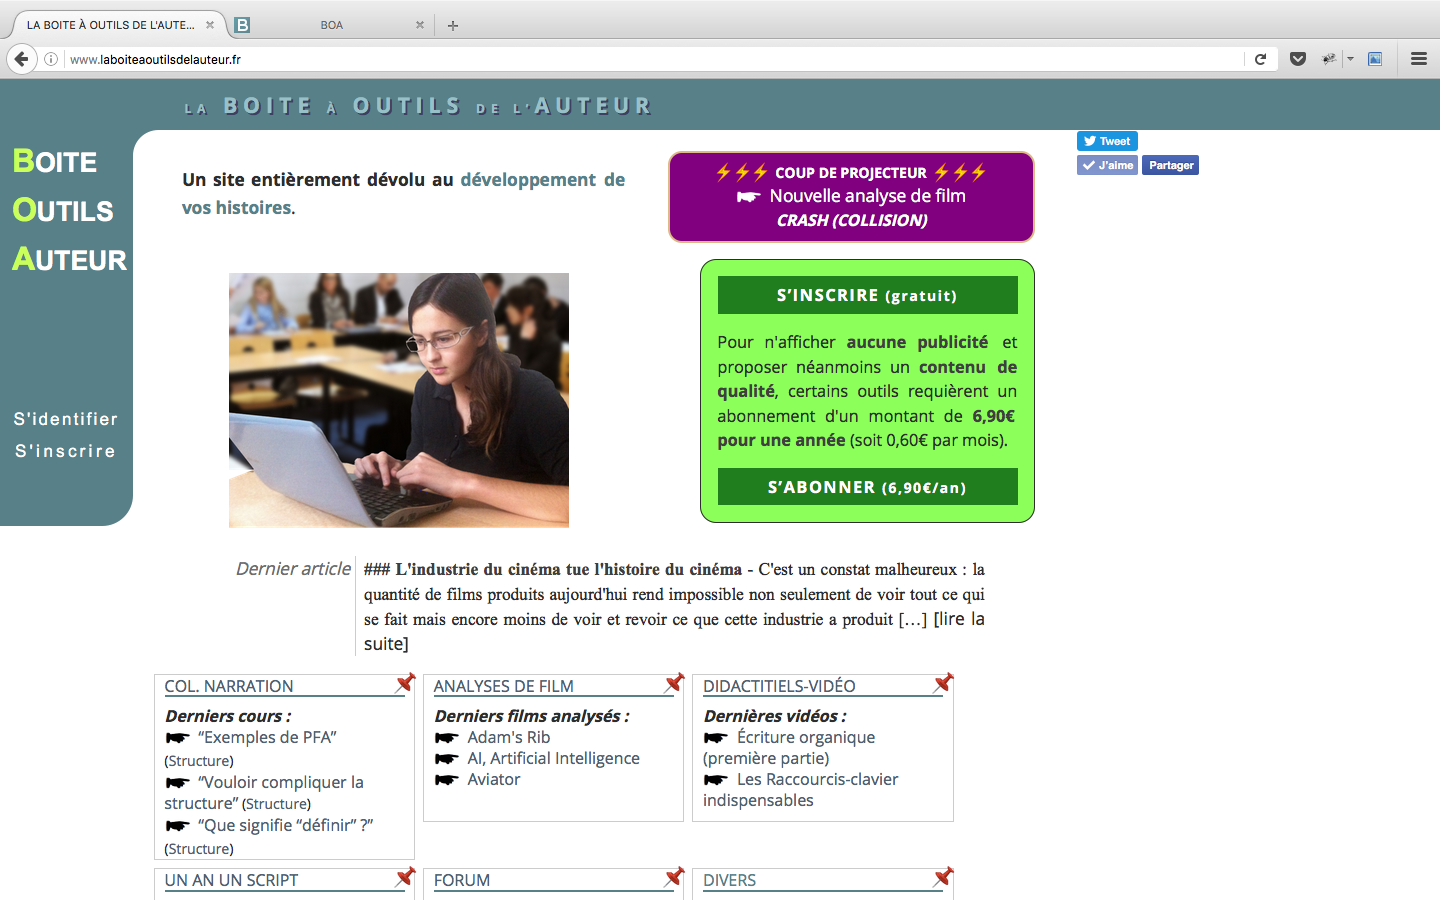 LA BOITE À OUTILS DE L'AUTE...
BOA
www.laboiteaoutilsdelauteur.fr
LA BOITE À OUTILS DE L'AUTEUR
BOITE
OUTILS
AUTEUR
S'identifier
S'inscrire
Un site entièrement dévolu au développement de
vos histoires.
⚡⚡⚡ COUP DE PROJECTEUR ⚡⚡⚡
Nouvelle analyse de film
CRASH (COLLISION)
Tweet
J'aime
Partager
S'INSCRIRE (gratuit)
Pour n'afficher aucune publicité et
proposer néanmoins un contenu de
qualité, certains outils requièrent un
abonnement d'un montant de 6,90€
pour une année (soit 0,60€ par mois).
S'ABONNER (6,90€/an)
Dernier article
### L'industrie du cinéma tue l'histoire du cinéma - C'est un constat malheureux : la
quantité de films produits aujourd'hui rend impossible non seulement de voir tout ce qui
se fait mais encore moins de voir et revoir ce que cette industrie a produit […] [lire la
suite]
COL. NARRATION
Derniers cours :
“Exemples de PFA”
(Structure)
“Vouloir compliquer la
structure” (Structure)
“Que signifie “définir” ?”
(Structure)
ANALYSES DE FILM
Derniers films analysés :
Adam's Rib
AI, Artificial Intelligence
Aviator
DIDACTITIELS-VIDÉO
Dernières vidéos :
Écriture organique
(première partie)
Les Raccourcis-clavier
indispensables
UN AN UN SCRIPT
FORUM
DIVERS